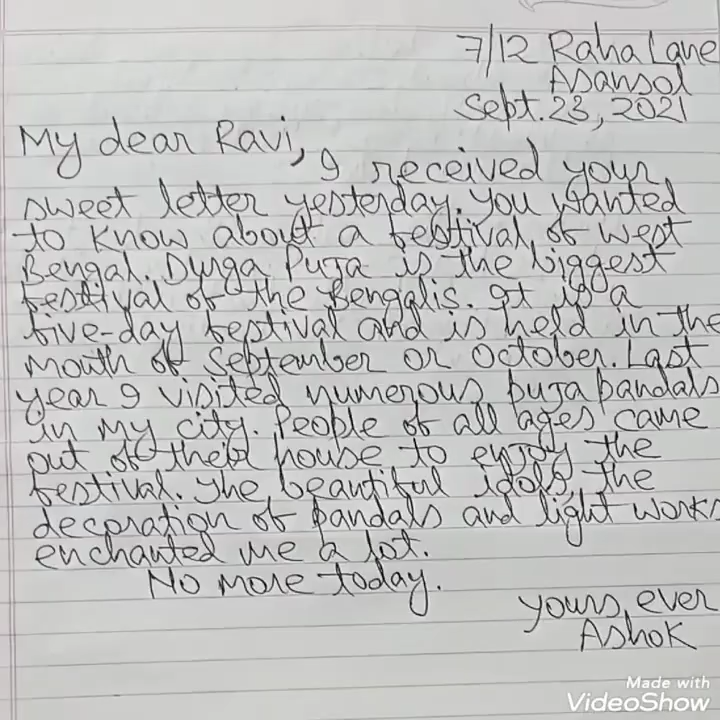 7/12 Raha Lane
Asansol
Sept. 23, 2021
My dear Ravi,
I received your
sweet letter yesterday. You wanted
to know about a festival of west
Bengal. Durga Puja is the biggest
festival of the Bengalis. It is a
five-day festival and is held in the
month of September or October. Last
year I visited numerous puja pandals
in my city. People of all ages came
out of their house to enjoy the
festival. The beautiful idols, the
decoration of pandals and light works
enchanted me a lot.
No more today.
yours ever
Ashok
Made with
VideoShow